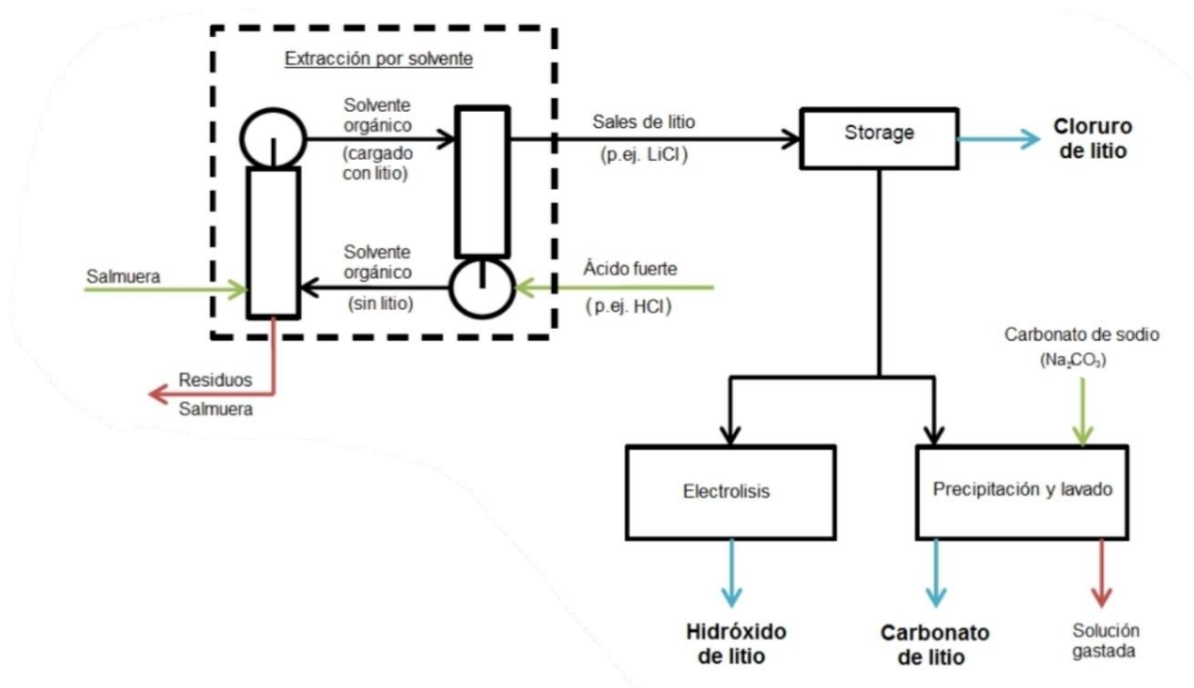 Extracción por solvente
Solvente
orgánico
(cargado
con litio)
Sales de litio
(p.ej. LiCl)
Storage
Cloruro
de litio
Salmuera
Solvente
orgánico
(sin litio)
Ácido fuerte
(p.ej. HCl)
Residuos
Salmuera
Carbonato de sodio
(Na₂CO₃)
Electrolisis
Precipitación y lavado
Hidróxido
de litio
Carbonato
de litio
Solución
gastada